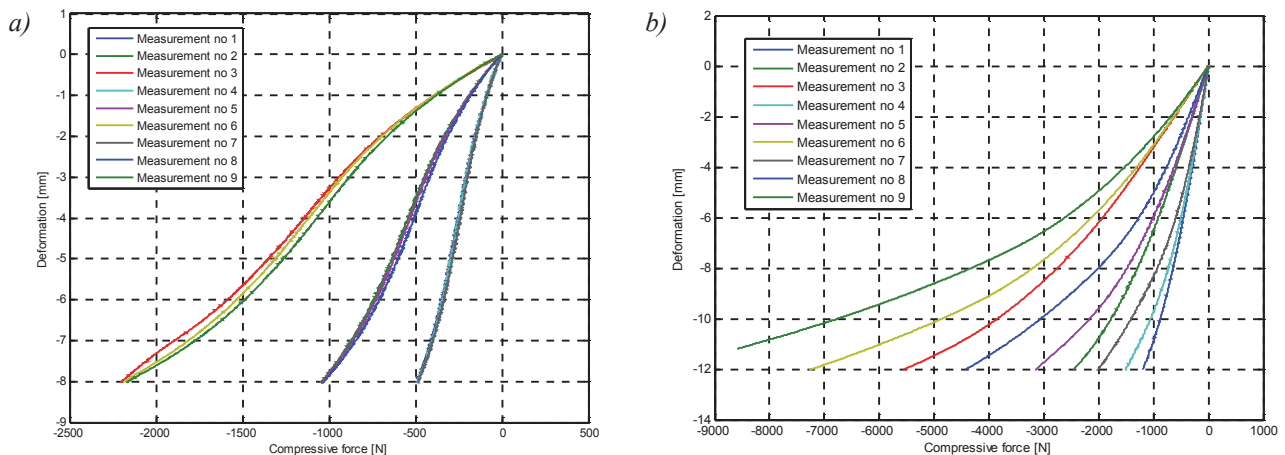 a)
1
0
-1
-2
-3
-4
-5
-6
-7
-8
-9
Deformation [mm]
Measurement no 1
Measurement no 2
Measurement no 3
Measurement no 4
Measurement no 5
Measurement no 6
Measurement no 7
Measurement no 8
Measurement no 9
-2500 -2000 -1500 -1000 -500 0 500
Compressive force [N]
b)
2
0
-2
-4
-6
-8
-10
-12
-14
Deformation [mm]
Measurement no 1
Measurement no 2
Measurement no 3
Measurement no 4
Measurement no 5
Measurement no 6
Measurement no 7
Measurement no 8
Measurement no 9
-9000 -8000 -7000 -6000 -5000 -4000 -3000 -2000 -1000 0 1000
Compressive force [N]